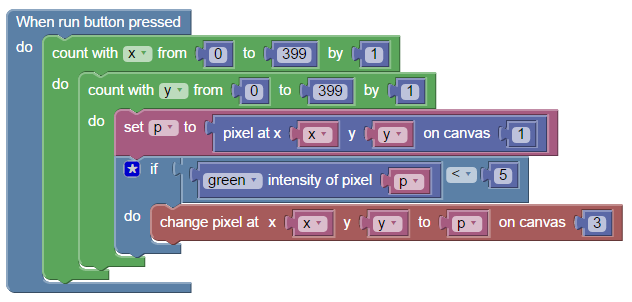 When run button pressed
do count with x from 0 to 399 by 1
do count with y from 0 to 399 by 1
do set p to pixel at x x y y on canvas 1
if green intensity of pixel p < 5
do change pixel at x x y y to p on canvas 3